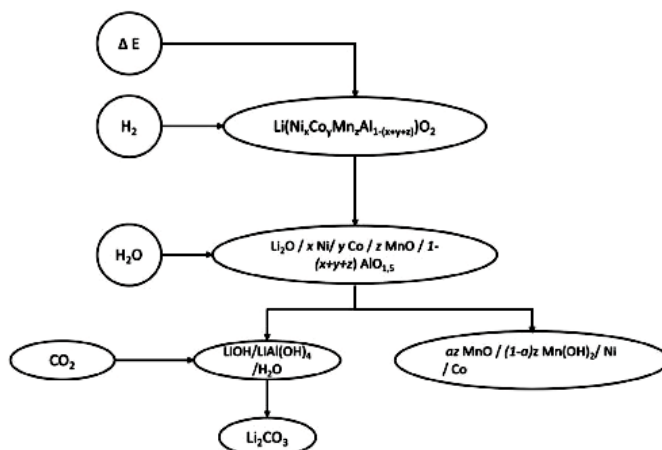 Δ E
H₂
Li(NiₓCoᵧMn_zAl₁₋₍ₓ₊ᵧ₊z₎)O₂
H₂O
Li₂O / x Ni/ y Co / z MnO / 1-
(x+y+z) AlO₁,₅
CO₂
LiOH/LiAl(OH)₄
/H₂O
az MnO / (1-a)z Mn(OH)₂/ Ni
/ Co
Li₂CO₃